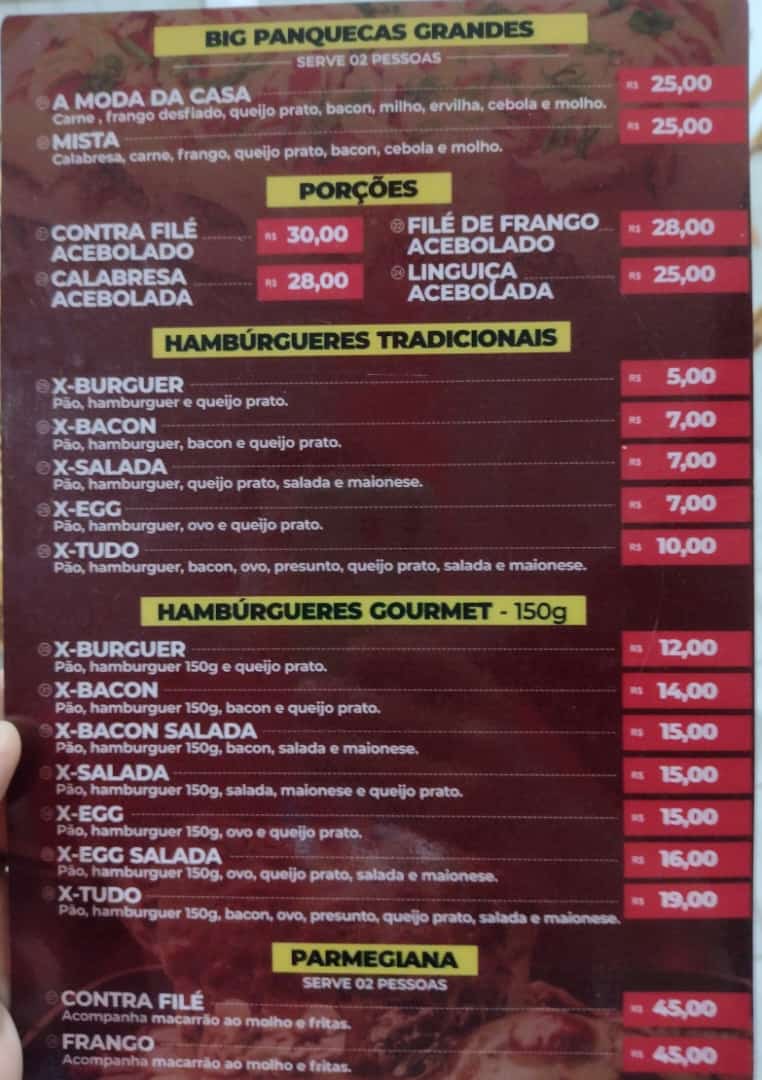 BIG PANQUECAS GRANDES
SERVE 02 PESSOAS
A MODA DA CASA R$ 25,00
Carne , frango desfiado, queijo prato, bacon, milho, ervilha, cebola e molho.
MISTA R$ 25,00
Calabresa, carne, frango, queijo prato, bacon, cebola e molho.
PORÇÕES
CONTRA FILÉ R$ 30,00
ACEBOLADO
CALABRESA R$ 28,00
ACEBOLADA
FILÉ DE FRANGO R$ 28,00
ACEBOLADO
LINGUIÇA R$ 25,00
ACEBOLADA
HAMBÚRGUERES TRADICIONAIS
X-BURGUER R$ 5,00
Pão, hamburguer e queijo prato.
X-BACON R$ 7,00
Pão, hamburguer, bacon e queijo prato.
X-SALADA R$ 7,00
Pão, hamburguer, queijo prato, salada e maionese.
X-EGG R$ 7,00
Pão, hamburguer, ovo e queijo prato.
X-TUDO R$ 10,00
Pão, hamburguer, bacon, ovo, presunto, queijo prato, salada e maionese.
HAMBÚRGUERES GOURMET - 150g
X-BURGUER R$ 12,00
Pão, hamburguer 150g e queijo prato.
X-BACON R$ 14,00
Pão, hamburguer 150g, bacon e queijo prato.
X-BACON SALADA R$ 15,00
Pão, hamburguer 150g, bacon, salada e maionese.
X-SALADA R$ 15,00
Pão, hamburguer 150g, salada, maionese e queijo prato.
X-EGG R$ 15,00
Pão, hamburguer 150g, ovo e queijo prato.
X-EGG SALADA R$ 16,00
Pão, hamburguer 150g, ovo, queijo prato, salada e maionese.
X-TUDO R$ 19,00
Pão, hamburguer 150g, bacon, ovo, presunto, queijo prato, salada e maionese.
PARMEGIANA
SERVE 02 PESSOAS
CONTRA FILÉ R$ 45,00
Acompanha macarrão ao molho e fritas.
FRANGO R$ 45,00
Acompanha macarrão ao molho e fritas.